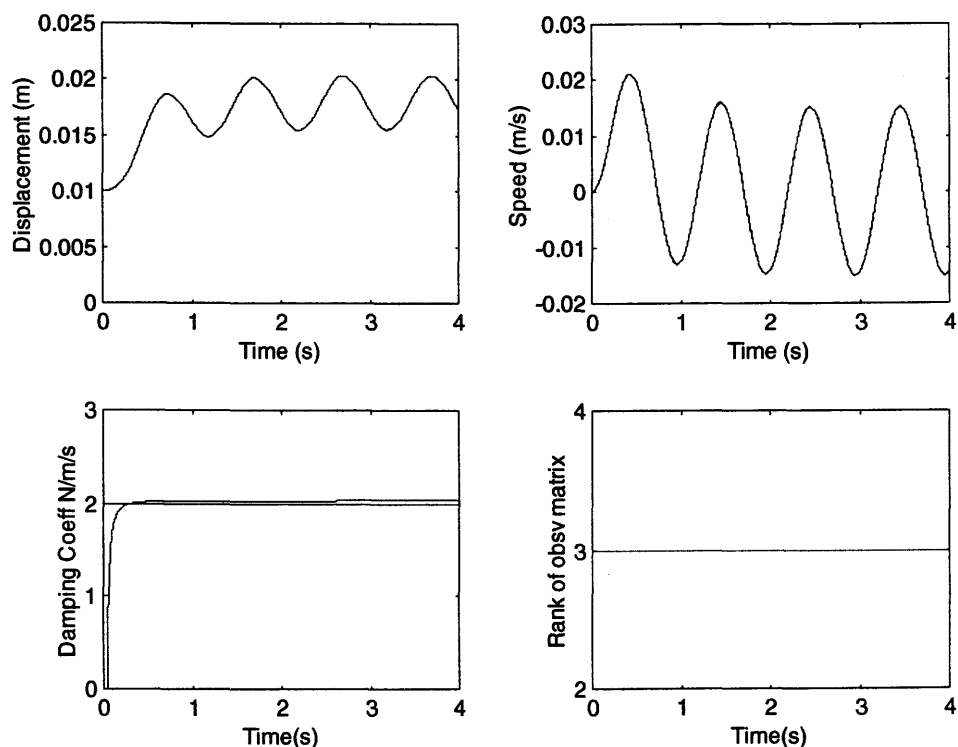 0.025
0.02
0.015
0.01
0.005
0
Displacement (m)
0 1 2 3 4
Time (s)
0.03
0.02
0.01
0
-0.01
-0.02
Speed (m/s)
0 1 2 3 4
Time (s)
3
2
1
0
Damping Coeff N/m/s
0 1 2 3 4
Time(s)
4
3
2
Rank of obsv matrix
0 1 2 3 4
Time(s)